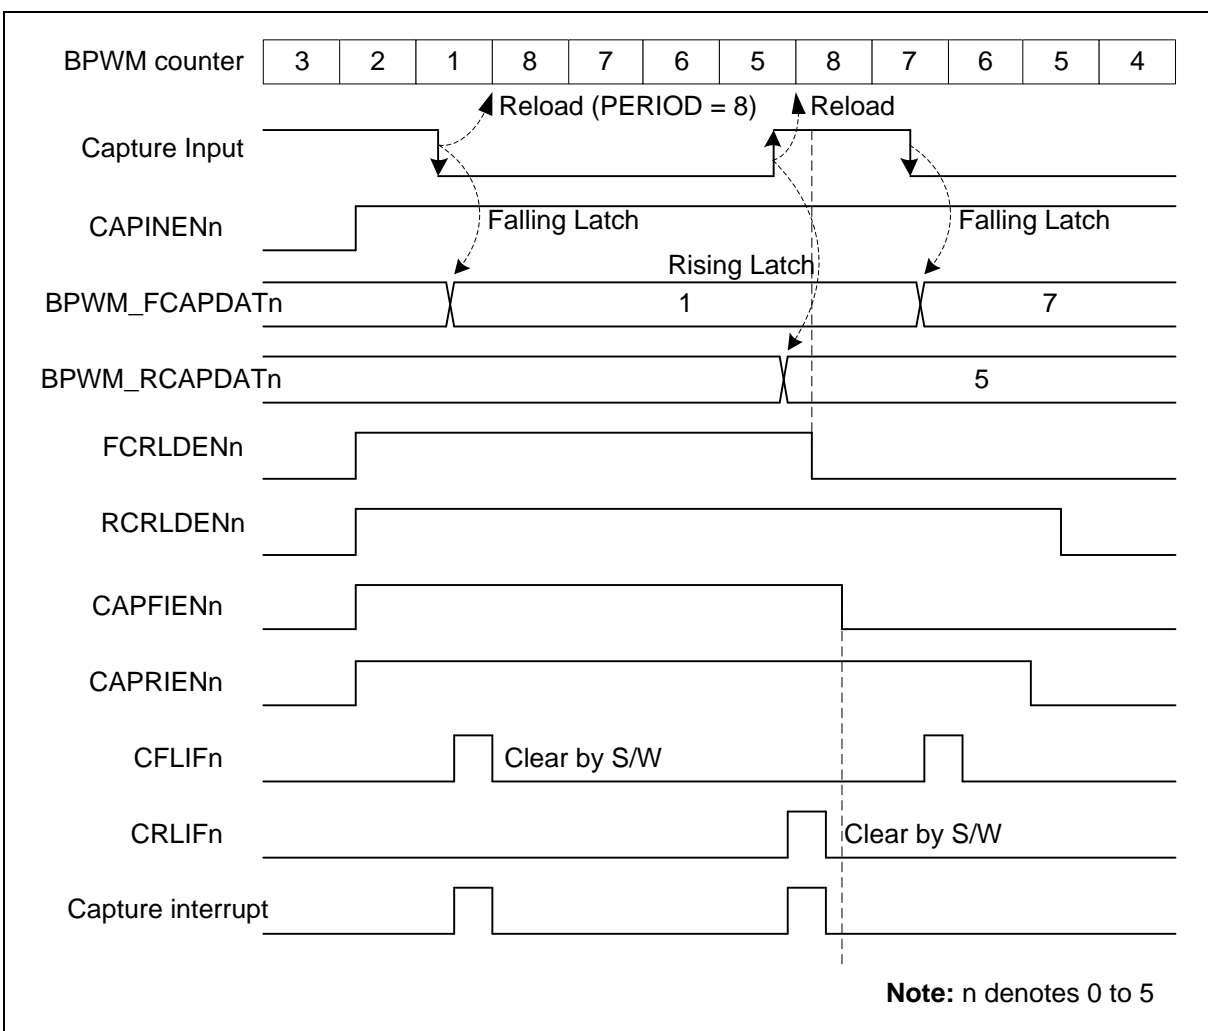 BPWM counter 3 2 1 8 7 6 5 8 7 6 5 4
Reload (PERIOD = 8) Reload
Capture Input
CAPINENn Falling Latch Falling Latch
Rising Latch
BPWM_FCAPDATn 1 7
BPWM_RCAPDATn 5
FCRLDENn
RCRLDENn
CAPFIENn
CAPRIENn
CFLIFn Clear by S/W
CRLIFn Clear by S/W
Capture interrupt
Note: n denotes 0 to 5